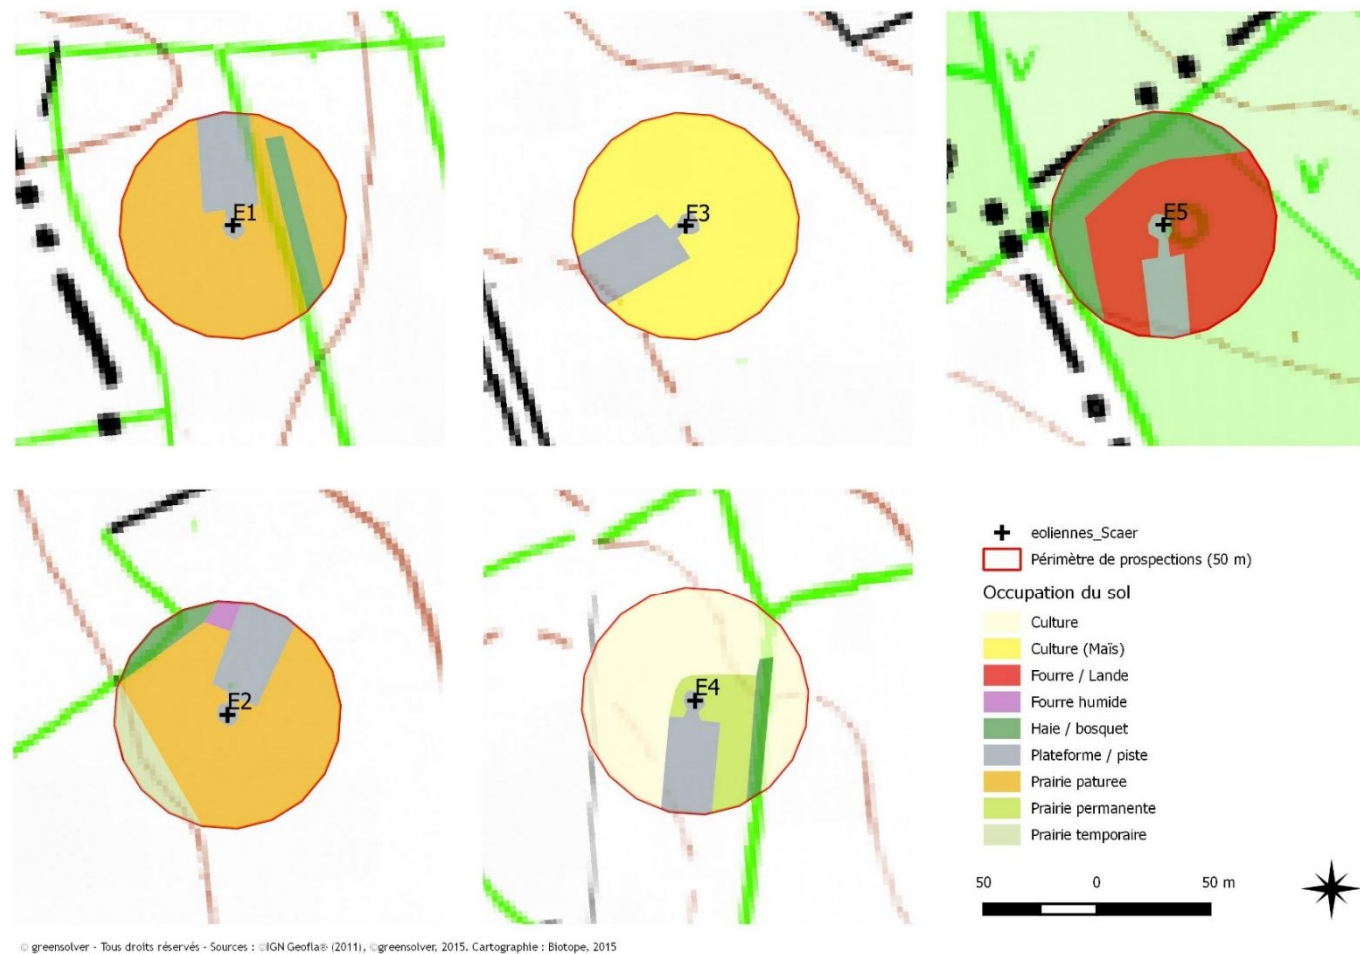 E1
E3
E5
E2
E4
eoliennes_Scaer
Périmètre de prospections (50 m)
Occupation du sol
Culture
Culture (Maïs)
Fourre / Lande
Fourre humide
Haie / bosquet
Plateforme / piste
Prairie paturee
Prairie permanente
Prairie temporaire
50 0 50 m
© greensolver - Tous droits réservés - Sources : ©IGN Geofla® (2011), ©greensolver, 2015. Cartographie : Biotope, 2015